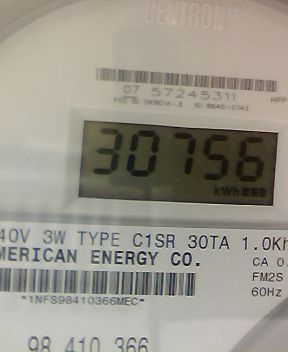 CENTRON®
07 57245311
30756
kWh
40V 3W TYPE C1SR 30TA 1.0Kh
MERICAN ENERGY CO.
CA 0.
FM2S
60Hz
*1NFS98410366MEC*
98 410 366